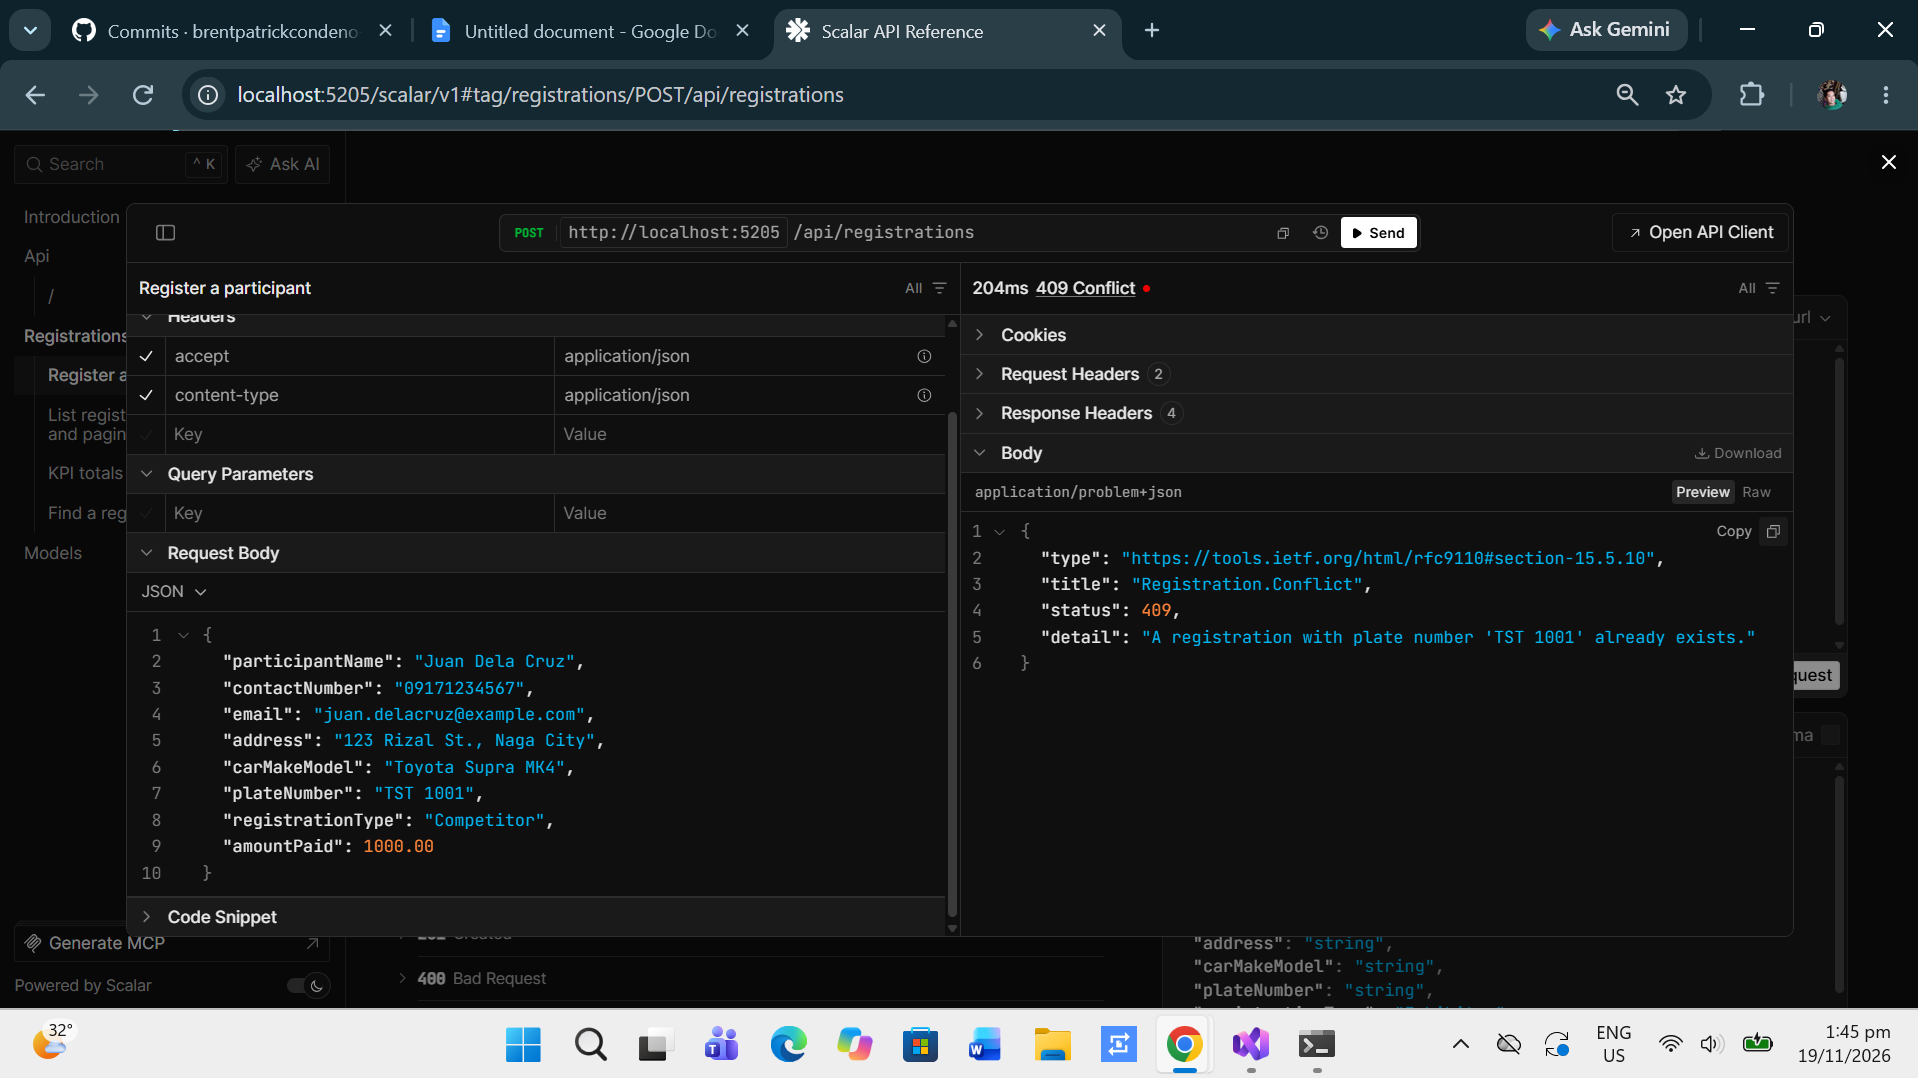 Commits · brentpatrickcondeno
Untitled document - Google Do
Scalar API Reference
Ask Gemini
localhost:5205/scalar/v1#tag/registrations/POST/api/registrations
Search
^ K
Ask AI
Introduction
Api
/
Registrations
Register a
List regist
and pagin
KPI totals
Find a reg
Models
Generate MCP
Powered by Scalar
POST http://localhost:5205 /api/registrations
Send
Open API Client
Register a participant
All
Headers
accept application/json
content-type application/json
Key Value
Query Parameters
Key Value
Request Body
JSON
1 {
2 "participantName": "Juan Dela Cruz",
3 "contactNumber": "09171234567",
4 "email": "juan.delacruz@example.com",
5 "address": "123 Rizal St., Naga City",
6 "carMakeModel": "Toyota Supra MK4",
7 "plateNumber": "TST 1001",
8 "registrationType": "Competitor",
9 "amountPaid": 1000.00
10 }
Code Snippet
204ms 409 Conflict
All
Cookies
Request Headers 2
Response Headers 4
Body
Download
application/problem+json
Preview Raw
Copy
1 {
2 "type": "https://tools.ietf.org/html/rfc9110#section-15.5.10",
3 "title": "Registration.Conflict",
4 "status": 409,
5 "detail": "A registration with plate number 'TST 1001' already exists."
6 }
url
quest
ma
400 Bad Request
"address": "string",
"carMakeModel": "string",
"plateNumber": "string",
32°
ENG
US
1:45 pm
19/11/2026